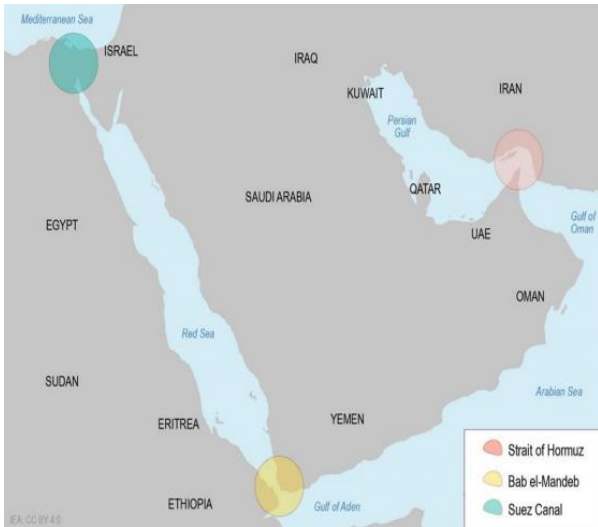 Mediterranean Sea
ISRAEL
IRAQ
IRAN
KUWAIT
Persian
Gulf
QATAR
SAUDI ARABIA
EGYPT
UAE
Gulf of
Oman
OMAN
Red Sea
SUDAN
Arabian Sea
ERITREA
YEMEN
Strait of Hormuz
Bab el-Mandeb
ETHIOPIA
Gulf of Aden
Suez Canal
IEA. CC BY 4.0